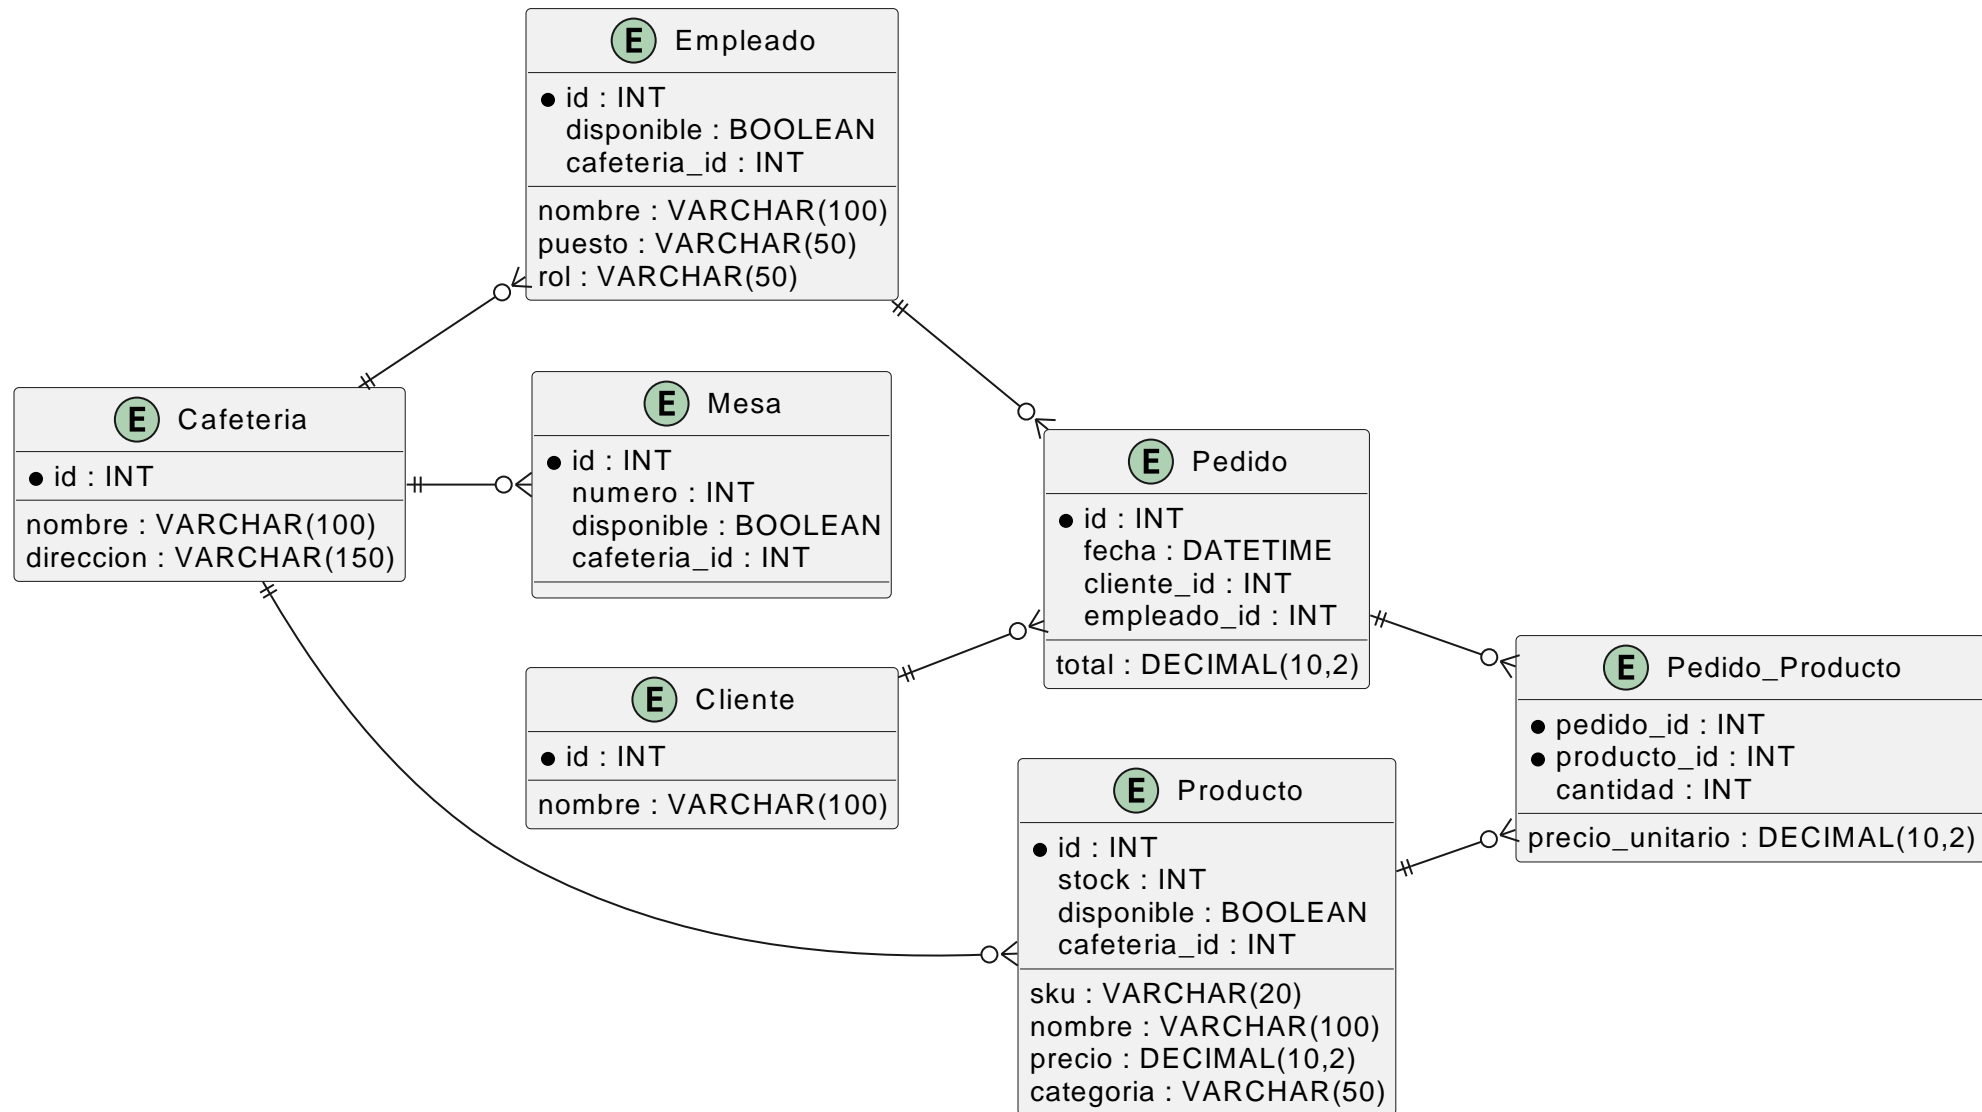 E Empleado
id : INT
disponible : BOOLEAN
cafeteria_id : INT
nombre : VARCHAR(100)
puesto : VARCHAR(50)
rol : VARCHAR(50)
E Cafeteria
id : INT
nombre : VARCHAR(100)
direccion : VARCHAR(150)
E Mesa
id : INT
numero : INT
disponible : BOOLEAN
cafeteria_id : INT
E Pedido
id : INT
fecha : DATETIME
cliente_id : INT
empleado_id : INT
total : DECIMAL(10,2)
E Cliente
id : INT
nombre : VARCHAR(100)
E Pedido_Producto
pedido_id : INT
producto_id : INT
cantidad : INT
precio_unitario : DECIMAL(10,2)
E Producto
id : INT
stock : INT
disponible : BOOLEAN
cafeteria_id : INT
sku : VARCHAR(20)
nombre : VARCHAR(100)
precio : DECIMAL(10,2)
categoria : VARCHAR(50)